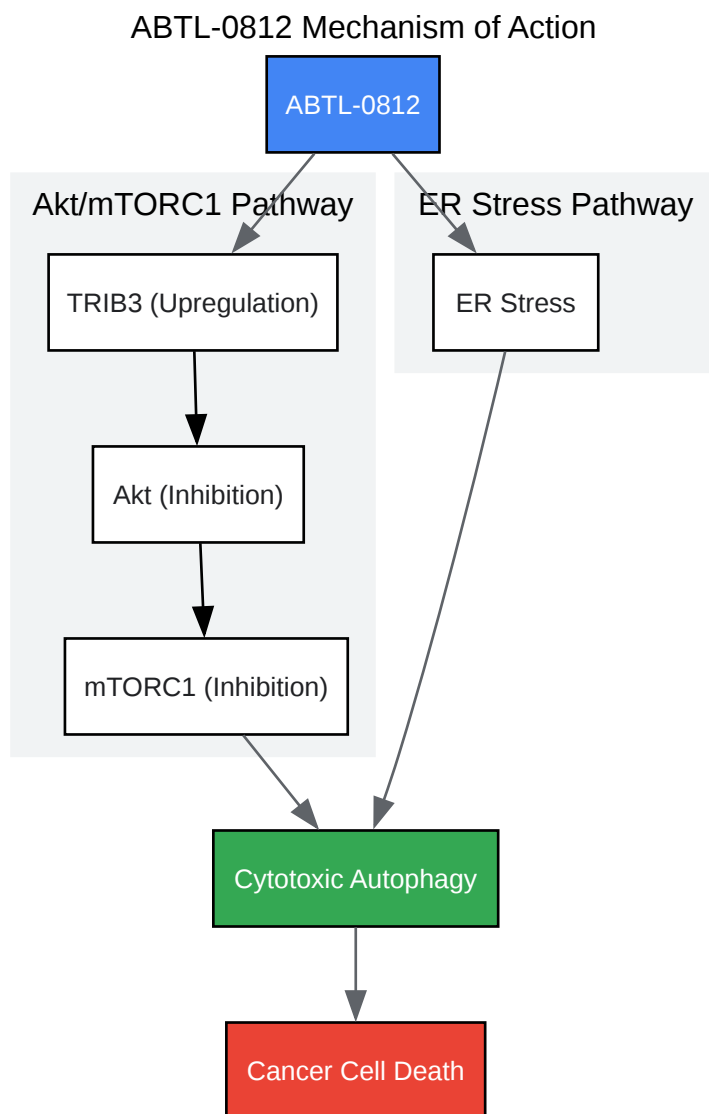 ABTL-0812 Mechanism of Action
ABTL-0812
Akt/mTORC1 Pathway
ER Stress Pathway
TRIB3 (Upregulation)
ER Stress
Akt (Inhibition)
mTORC1 (Inhibition)
Cytotoxic Autophagy
Cancer Cell Death